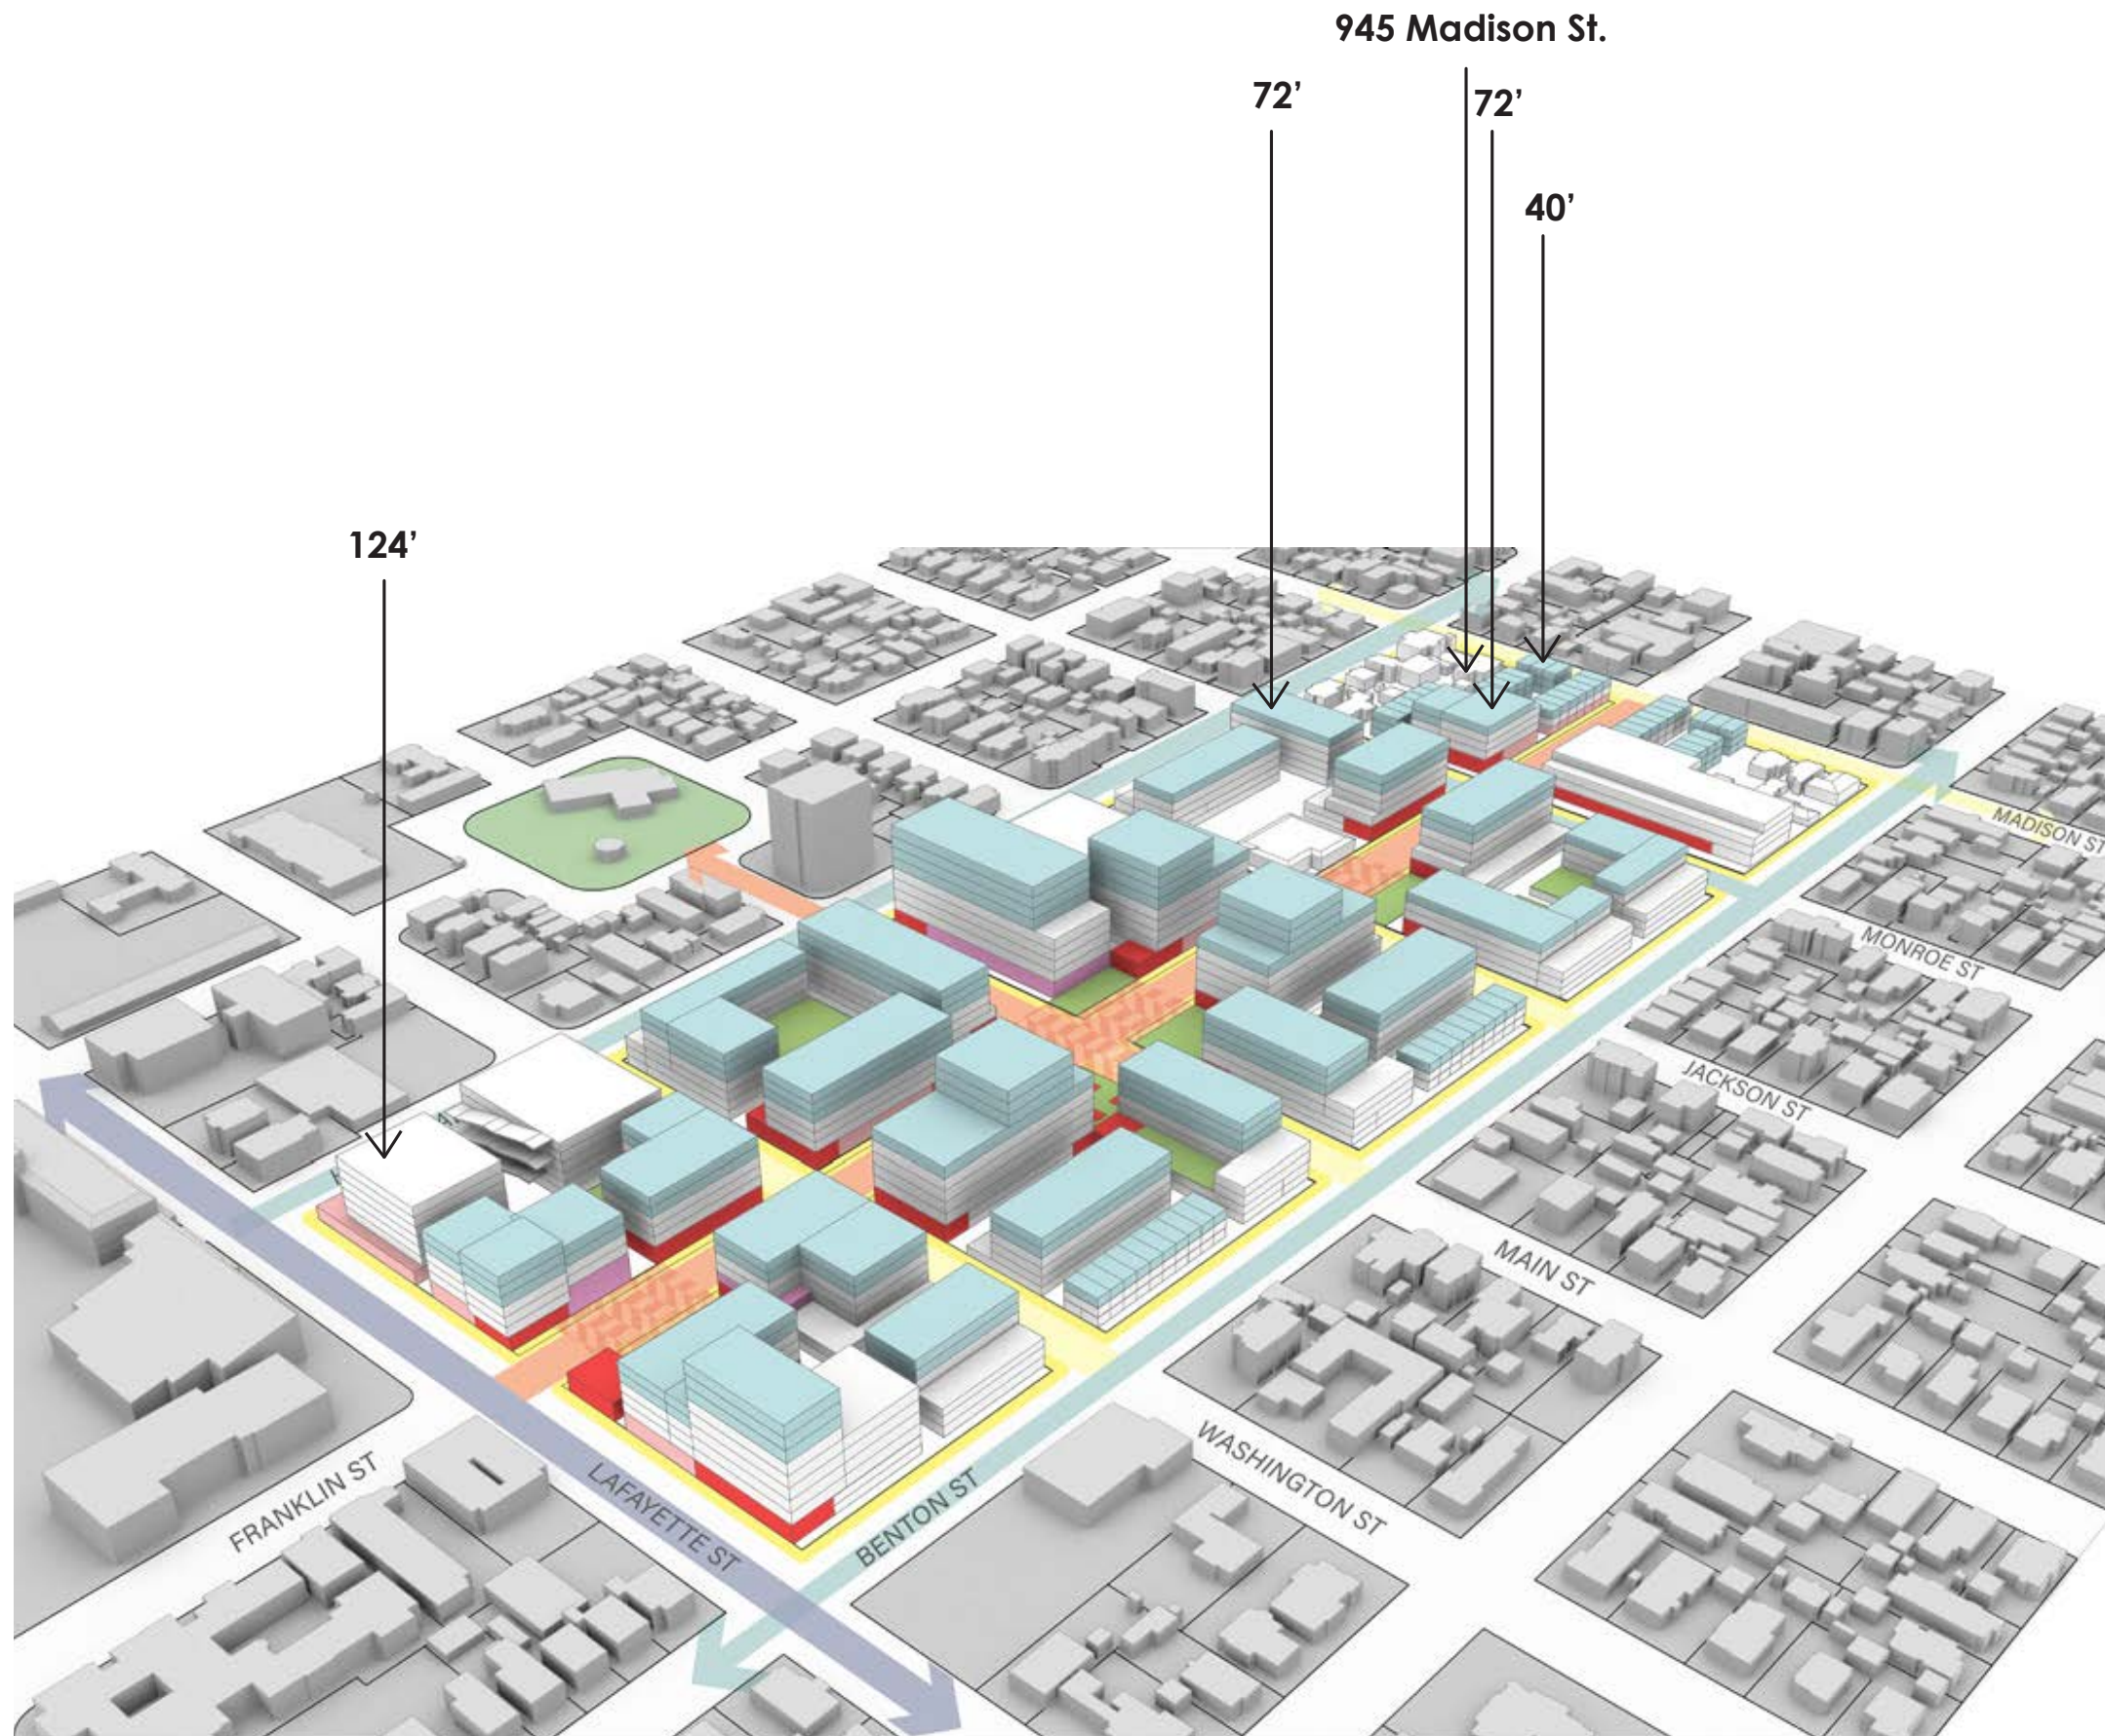 945 Madison St.
72’
72’
40’
124’
MADISON ST
MONROE ST
JACKSON ST
MAIN ST
WASHINGTON ST
BENTON ST
LAFAYETTE ST
FRANKLIN ST